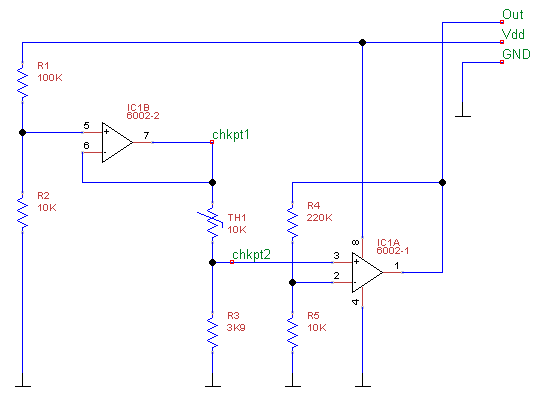 Out
Vdd
GND
R1
100K
IC1B
6002-2
5
+
7
6
-
chkpt1
R2
10K
TH1
10K
R4
220K
chkpt2
8
IC1A
6002-1
3
+
1
2
-
4
R3
3K9
R5
10K